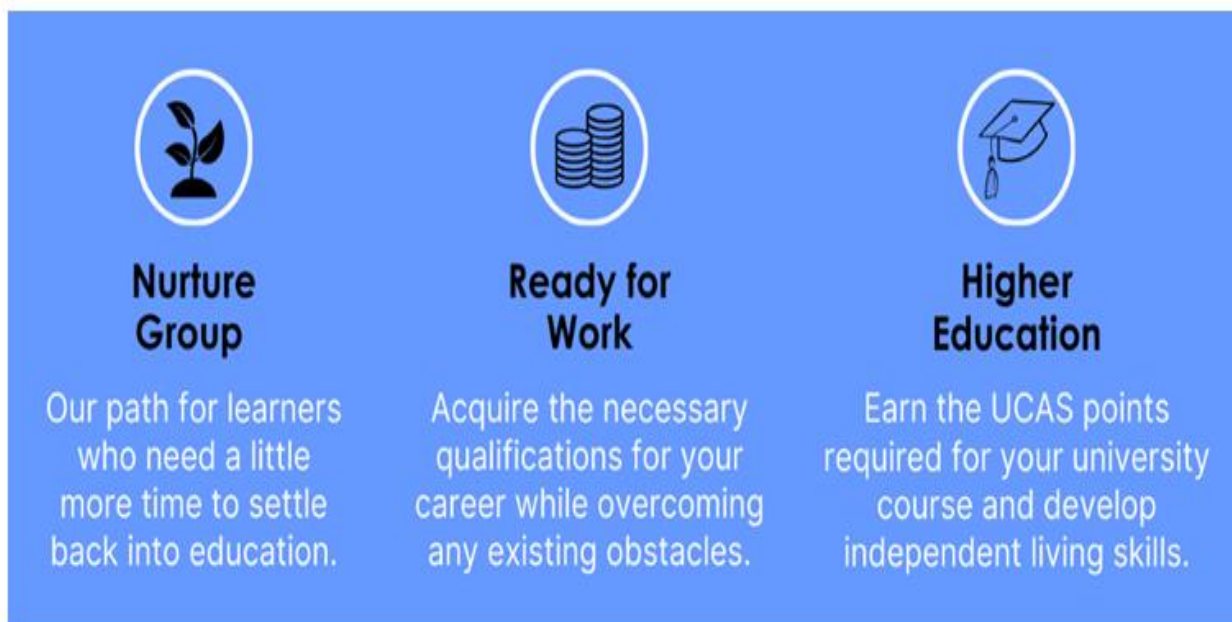 Nurture
Group
Our path for learners
who need a little
more time to settle
back into education.
Ready for
Work
Acquire the necessary
qualifications for your
career while overcoming
any existing obstacles.
Higher
Education
Earn the UCAS points
required for your university
course and develop
independent living skills.